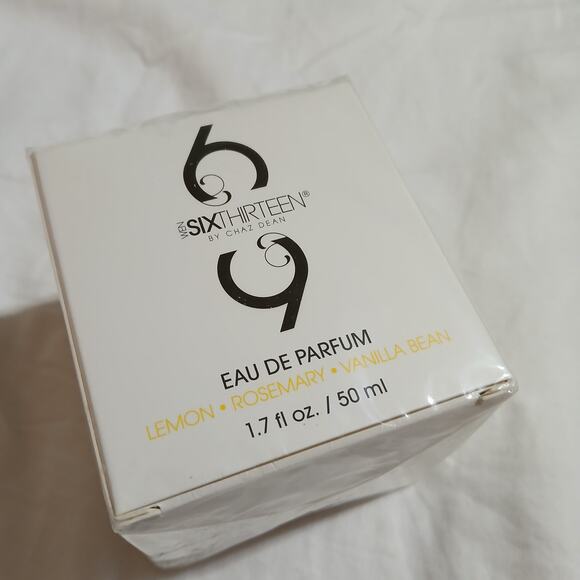 WEN SIXTHIRTEEN®
BY CHAZ DEAN
EAU DE PARFUM
LEMON • ROSEMARY • VANILLA BEAN
1.7 fl oz. / 50 ml